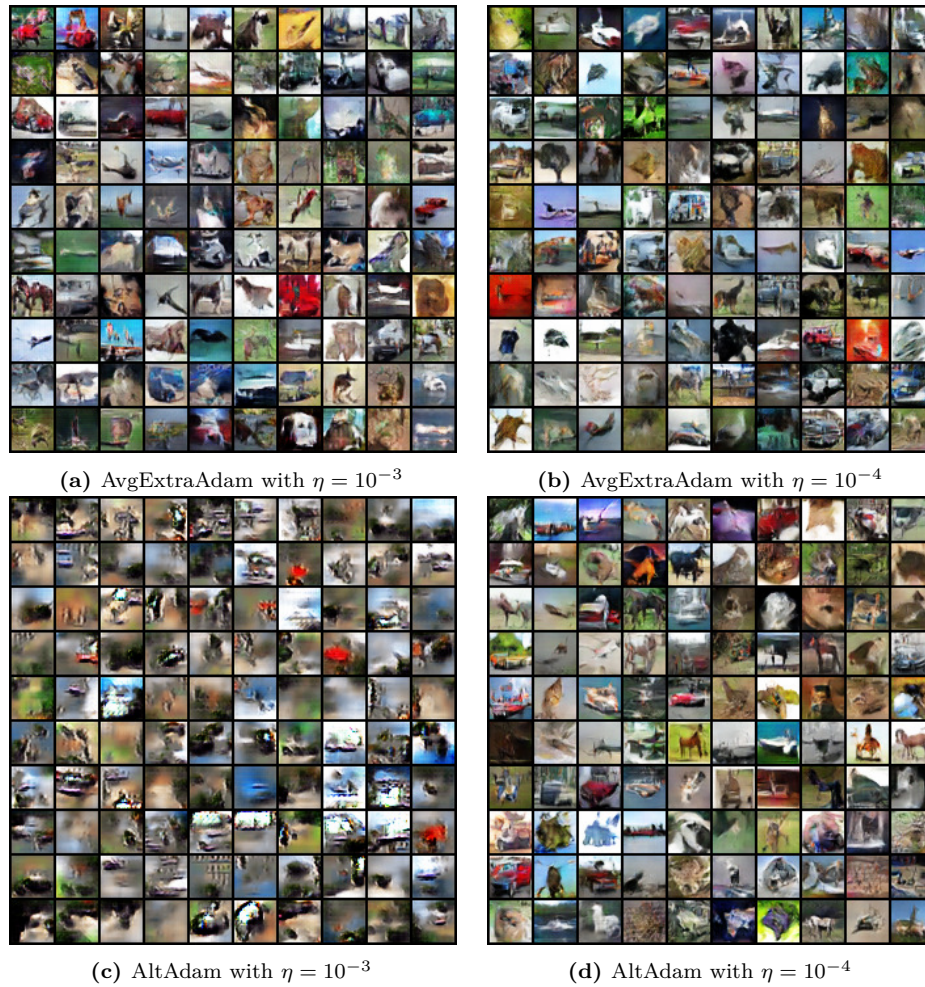 (a) AvgExtraAdam with η = 10⁻³
(b) AvgExtraAdam with η = 10⁻⁴
(c) AltAdam with η = 10⁻³
(d) AltAdam with η = 10⁻⁴